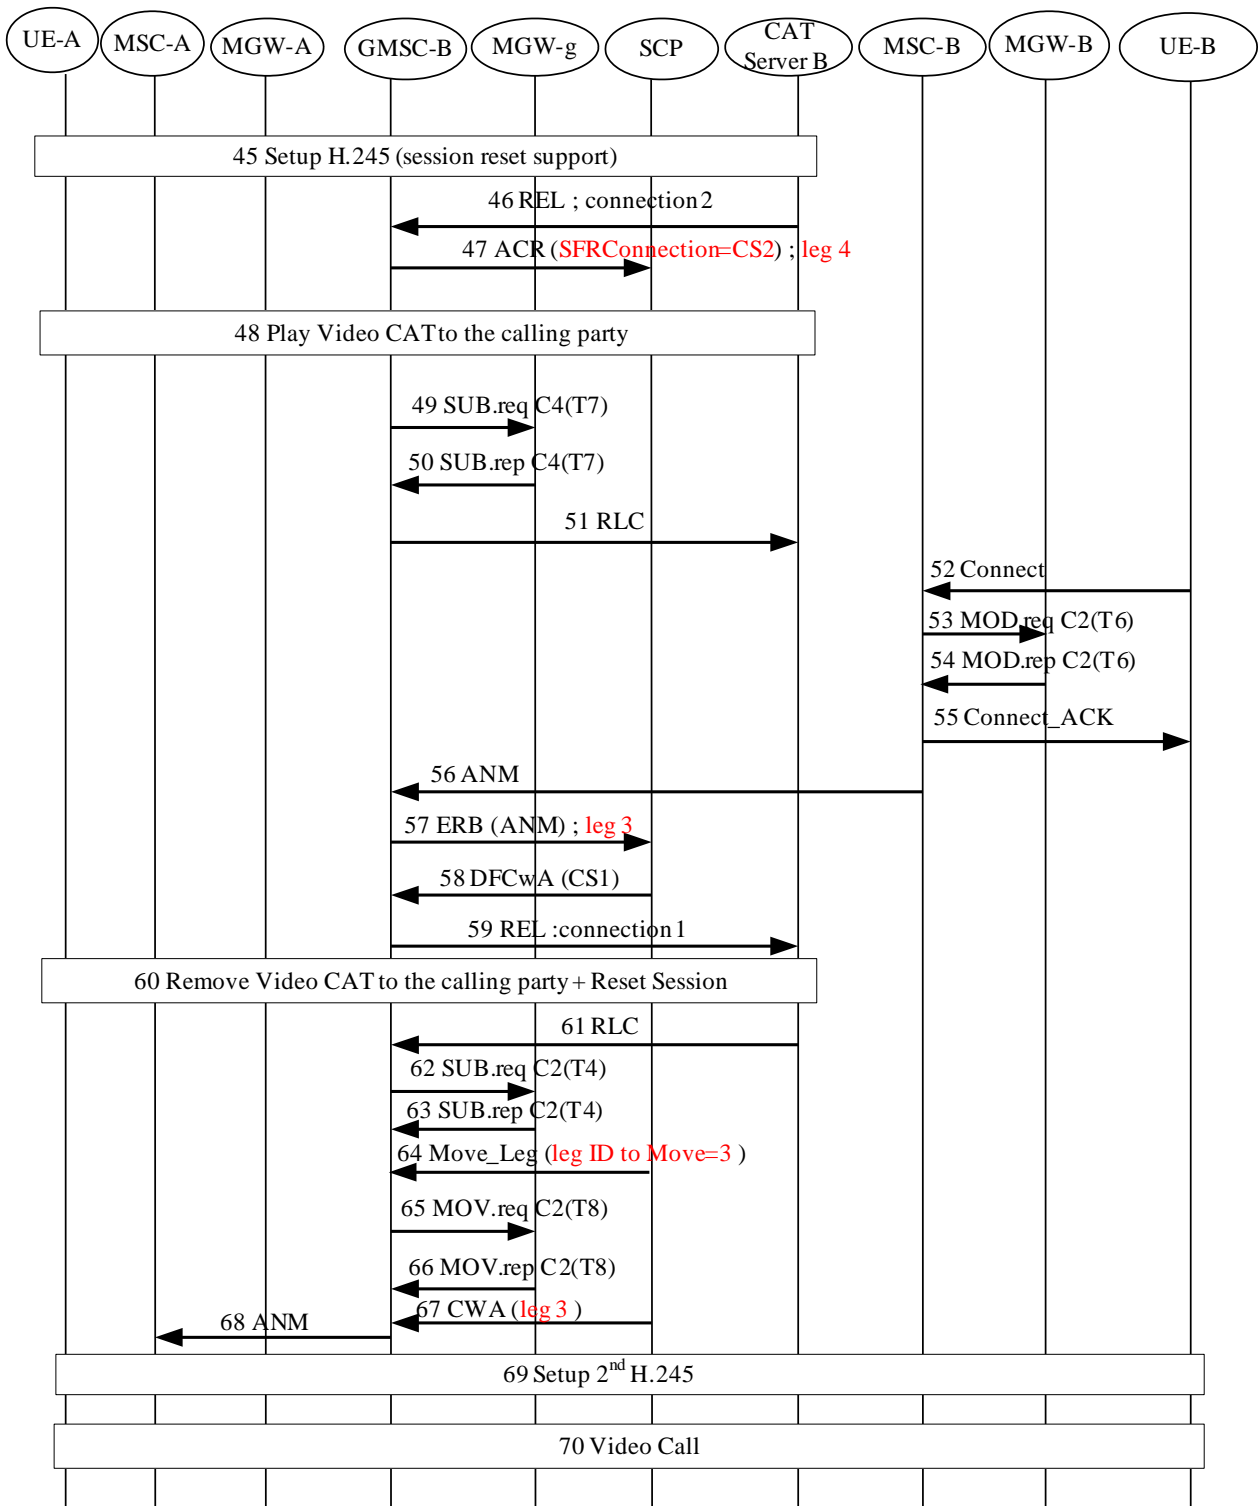 UE-A
MSC-A
MGW-A
GMSC-B
MGW-g
SCP
CAT
Server B
MSC-B
MGW-B
UE-B
45 Setup H.245 (session reset support)
46 REL ; connection 2
47 ACR (SFRConnection=CS2) ; leg 4
48 Play Video CAT to the calling party
49 SUB.req C4(T7)
50 SUB.rep C4(T7)
51 RLC
52 Connect
53 MOD.req C2(T6)
54 MOD.rep C2(T6)
55 Connect_ACK
56 ANM
57 ERB (ANM) ; leg 3
58 DFCwA (CS1)
59 REL :connection 1
60 Remove Video CAT to the calling party + Reset Session
61 RLC
62 SUB.req C2(T4)
63 SUB.rep C2(T4)
64 Move_Leg (leg ID to Move=3 )
65 MOV.req C2(T8)
66 MOV.rep C2(T8)
67 CWA (leg 3 )
68 ANM
69 Setup 2nd H.245
70 Video Call